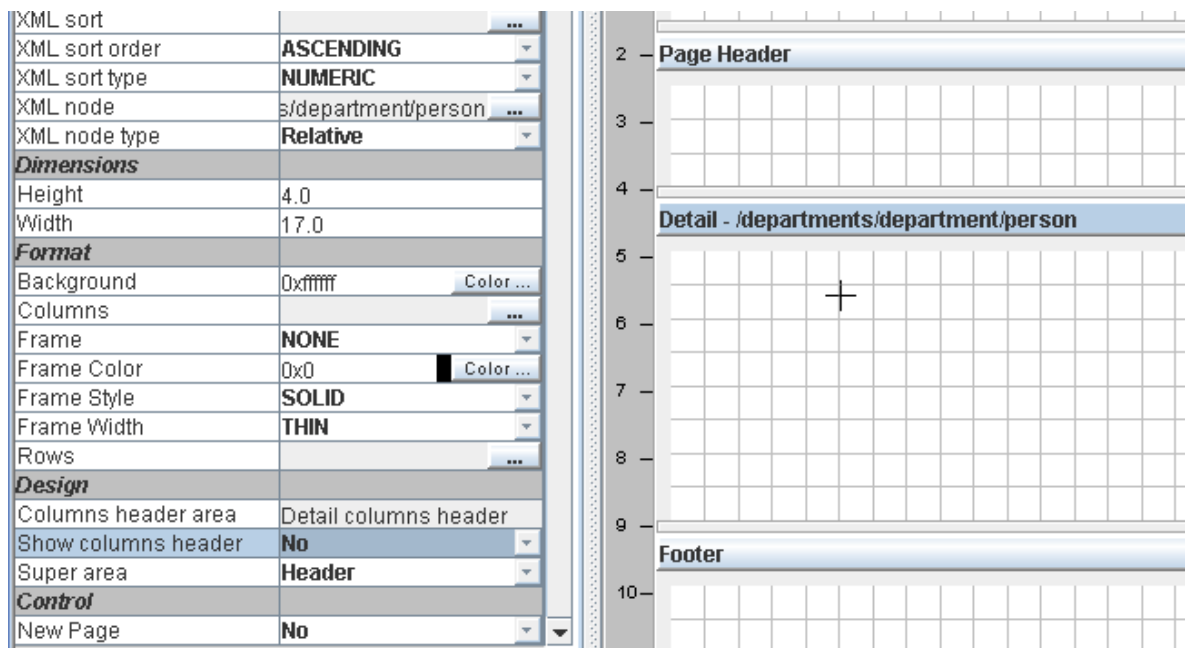 XML sort ...
XML sort order ASCENDING
XML sort type NUMERIC
XML node s/department/person ...
XML node type Relative
Dimensions
Height 4.0
Width 17.0
Format
Background 0xffffff Color ...
Columns ...
Frame NONE
Frame Color 0x0 Color ...
Frame Style SOLID
Frame Width THIN
Rows ...
Design
Columns header area Detail columns header
Show columns header No
Super area Header
Control
New Page No
2 Page Header
3
4
Detail - /departments/department/person
5
6
7
8
9
Footer
10